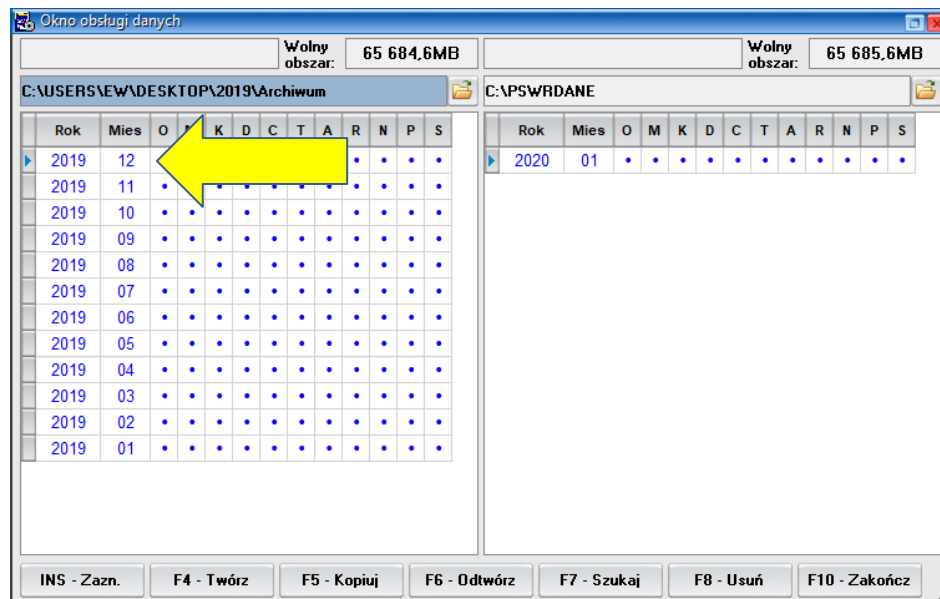 Okno obsługi danych
Wolny obszar: 65 684,6MB Wolny obszar: 65 685,6MB
C:\USERS\EW\DESKTOP\2019\Archiwum C:\PSWRDANE
Rok Mies O K D C T A R N P S Rok Mies O M K D C T A R N P S
2019 12 • • • • 2020 01 • • • • • • • • • • •
2019 11 • • • • • • • • • •
2019 10 • • • • • • • • • • •
2019 09 • • • • • • • • • • •
2019 08 • • • • • • • • • • •
2019 07 • • • • • • • • • • •
2019 06 • • • • • • • • • • •
2019 05 • • • • • • • • • • •
2019 04 • • • • • • • • • • •
2019 03 • • • • • • • • • • •
2019 02 • • • • • • • • • • •
2019 01 • • • • • • • • • • •
INS - Zazn. F4 - Twórz F5 - Kopiuj F6 - Odtwórz F7 - Szukaj F8 - Usuń F10 - Zakończ